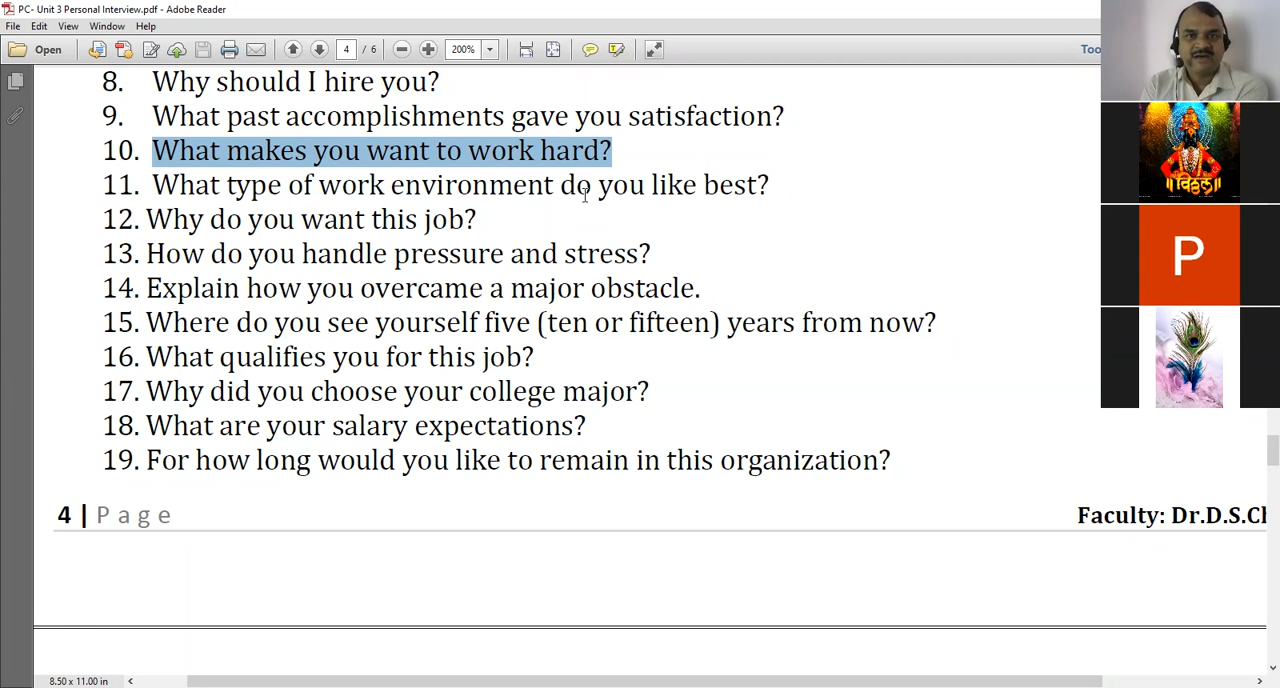 PC- Unit 3 Personal Interview.pdf - Adobe Reader
File Edit View Window Help
Open 4 / 6 200% Too
8. Why should I hire you?
9. What past accomplishments gave you satisfaction?
10. What makes you want to work hard?
11. What type of work environment do you like best?
12. Why do you want this job?
13. How do you handle pressure and stress?
14. Explain how you overcame a major obstacle.
15. Where do you see yourself five (ten or fifteen) years from now?
16. What qualifies you for this job?
17. Why did you choose your college major?
18. What are your salary expectations?
19. For how long would you like to remain in this organization?
4 | P a g e Faculty: Dr.D.S.Ch
8.50 x 11.00 in
॥विठ्ठल॥
P